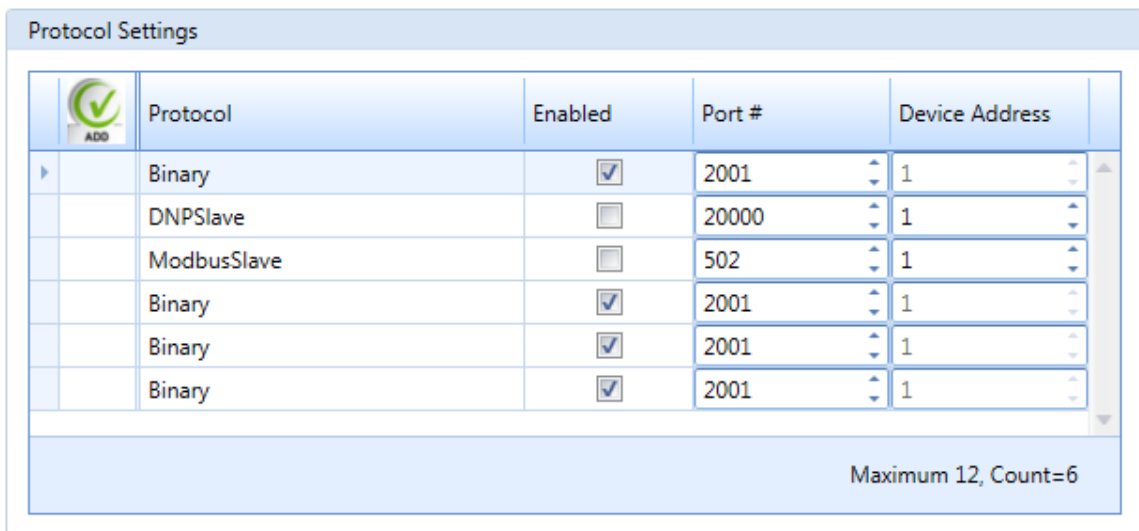 Protocol Settings
ADD Protocol Enabled Port # Device Address
Binary 2001 1
DNPSlave 20000 1
ModbusSlave 502 1
Binary 2001 1
Binary 2001 1
Binary 2001 1
Maximum 12, Count=6